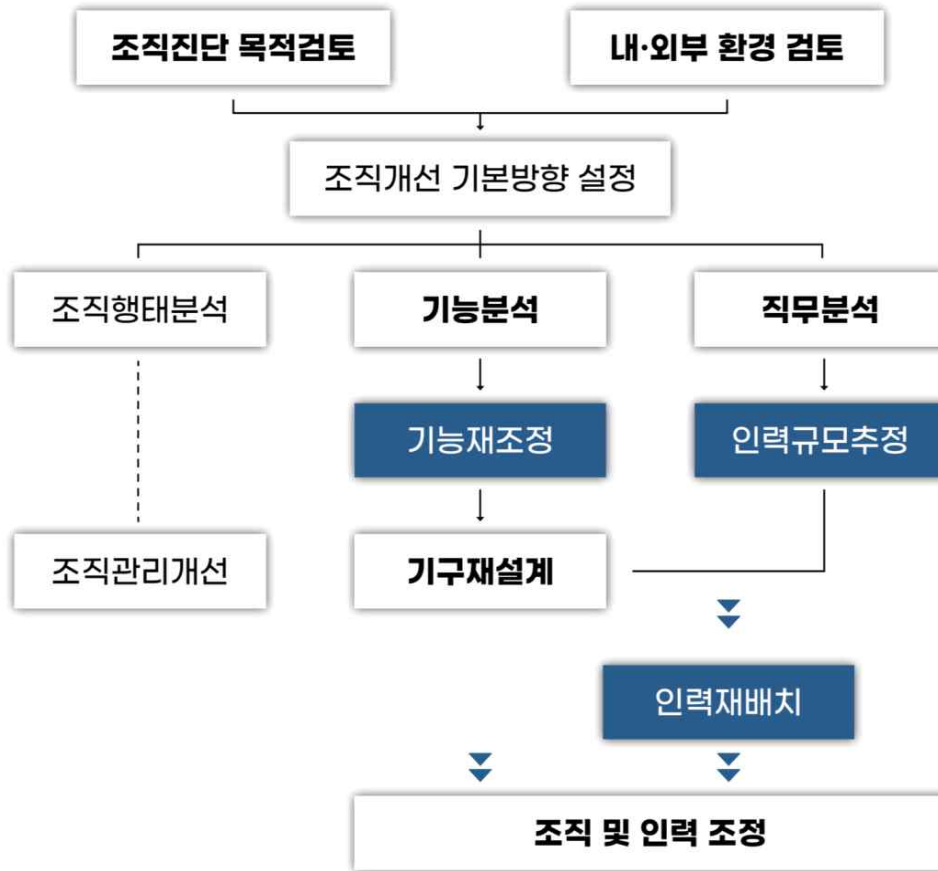 조직진단 목적검토
내·외부 환경 검토
조직개선 기본방향 설정
조직행태분석
기능분석
직무분석
기능재조정
인력규모추정
조직관리개선
기구재설계
인력재배치
조직 및 인력 조정